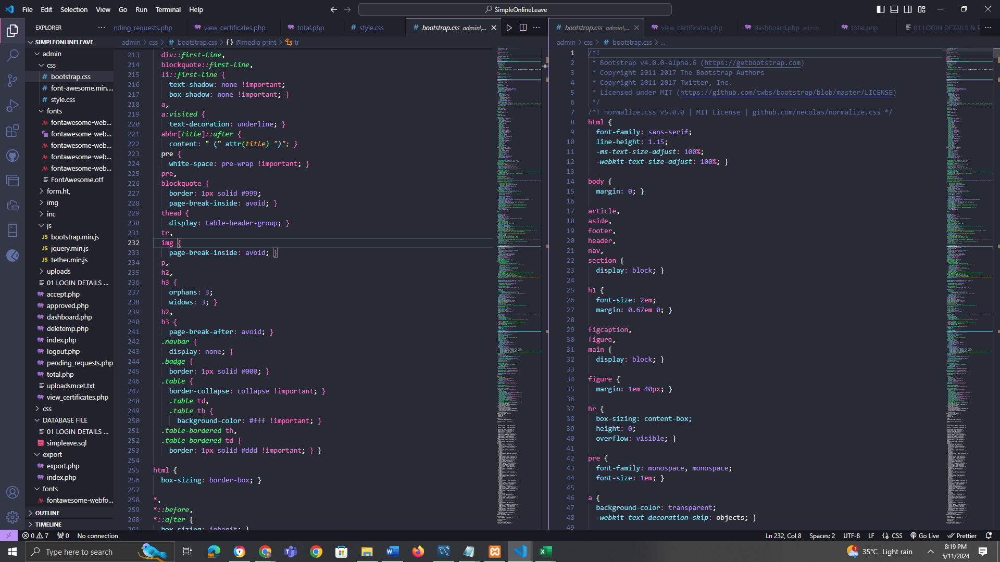 File Edit Selection View Go Run Terminal Help
SimpleOnlineLeave
EXPLORER
nding_requests.php
view_certificates.php
total.php
style.css
bootstrap.css admin\...
bootstrap.css admin\...
view_certificates.php
dashboard.php admin
total.php
01 LOGIN DETAILS & P
SIMPLEONLINELEAVE
admin
css
bootstrap.css
font-awesome.min....
style.css
fonts
fontawesome-web...
fontawesome-web...
fontawesome-web...
fontawesome-web...
fontawesome-web...
FontAwesome.otf
form.ht,
img
inc
js
bootstrap.min.js
jquery.min.js
tether.min.js
uploads
01 LOGIN DETAILS ...
accept.php
approved.php
dashboard.php
deletemp.php
index.php
logout.php
pending_requests.php
total.php
uploadsmcet.txt
view_certificates.php
css
DATABASE FILE
01 LOGIN DETAILS ...
simpleave.sql
export
export.php
index.php
fonts
fontawesome-webfo...
OUTLINE
TIMELINE
admin > css > # bootstrap.css > {} @media print > tr
213 div::first-line,
214 blockquote::first-line,
215 li::first-line {
216 text-shadow: none !important;
217 box-shadow: none !important; }
218 a,
219 a:visited {
220 text-decoration: underline; }
221 abbr[title]::after {
222 content: " (" attr(title) ")"; }
223 pre {
224 white-space: pre-wrap !important; }
225 pre,
226 blockquote {
227 border: 1px solid #999;
228 page-break-inside: avoid; }
229 thead {
230 display: table-header-group; }
231 tr,
232 img {
233 page-break-inside: avoid; }
234 p,
235 h2,
236 h3 {
237 orphans: 3;
238 widows: 3; }
239 h2,
240 h3 {
241 page-break-after: avoid; }
242 .navbar {
243 display: none; }
244 .badge {
245 border: 1px solid #000; }
246 .table {
247 border-collapse: collapse !important; }
248 .table td,
249 .table th {
250 background-color: #fff !important; }
251 .table-bordered th,
252 .table-bordered td {
253 border: 1px solid #ddd !important; } }
254
255 html {
256 box-sizing: border-box; }
257
258 *,
259 *::before,
260 *::after {
261 box-sizing: inherit; }
admin > css > # bootstrap.css > ...
1 /*!
2 * Bootstrap v4.0.0-alpha.6 (https://getbootstrap.com)
3 * Copyright 2011-2017 The Bootstrap Authors
4 * Copyright 2011-2017 Twitter, Inc.
5 * Licensed under MIT (https://github.com/twbs/bootstrap/blob/master/LICENSE)
6 */
7 /*! normalize.css v5.0.0 | MIT License | github.com/necolas/normalize.css */
8 html {
9 font-family: sans-serif;
10 line-height: 1.15;
11 -ms-text-size-adjust: 100%;
12 -webkit-text-size-adjust: 100%; }
13
14 body {
15 margin: 0; }
16
17 article,
18 aside,
19 footer,
20 header,
21 nav,
22 section {
23 display: block; }
24
25 h1 {
26 font-size: 2em;
27 margin: 0.67em 0; }
28
29 figcaption,
30 figure,
31 main {
32 display: block; }
33
34 figure {
35 margin: 1em 40px; }
36
37 hr {
38 box-sizing: content-box;
39 height: 0;
40 overflow: visible; }
41
42 pre {
43 font-family: monospace, monospace;
44 font-size: 1em; }
45
46 a {
47 background-color: transparent;
48 -webkit-text-decoration-skip: objects; }
49
0 7 0 No connection
Ln 232, Col 8 Spaces: 2 UTF-8 LF CSS Go Live Prettier
Type here to search
1 35°C Light rain
8:19 PM
5/11/2024